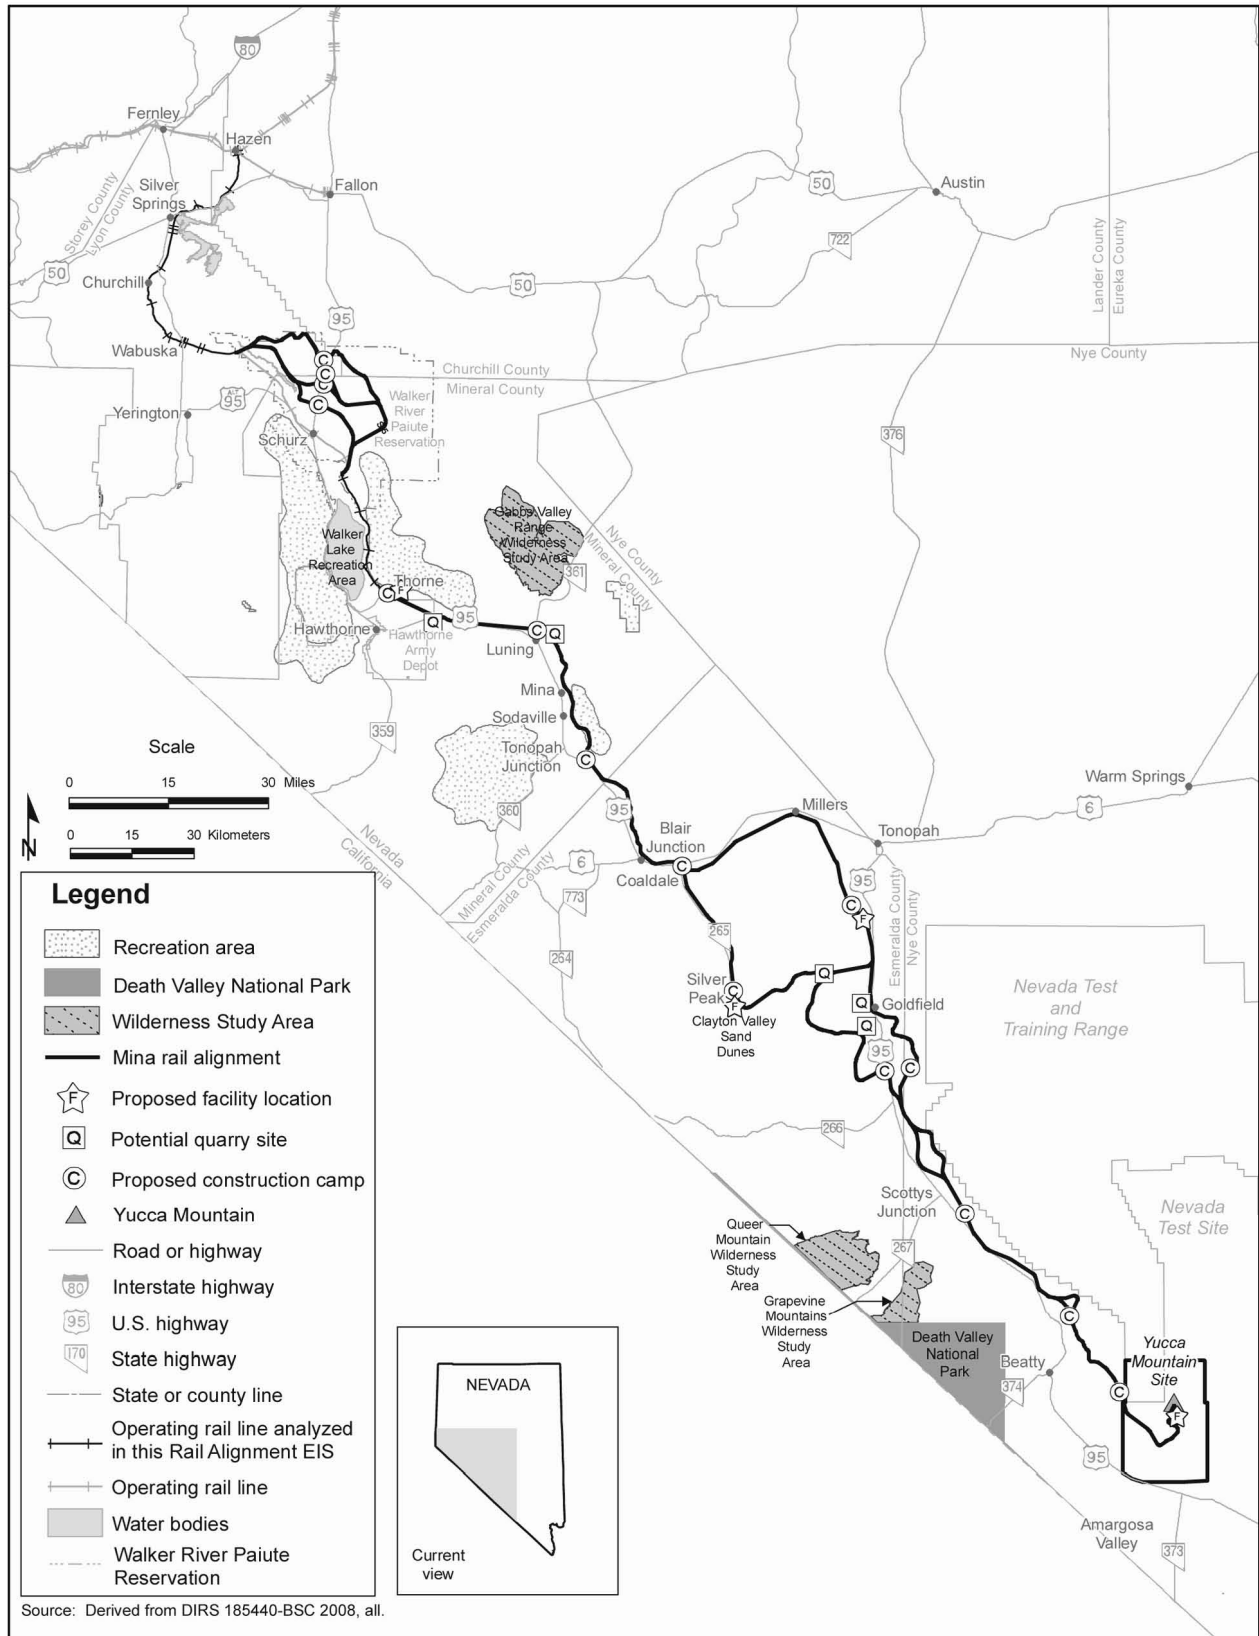 80
Fernley
Hazen
Silver
Springs
Fallon
Storey County
Lyon County
50
Churchill
50
Austin
722
50
Lander County
Eureka County
95
Wabuska
Nye County
Churchill County
Mineral County
ALT
95
Yerington
Walker
River
Paiute
Reservation
Schurz
C
C
C
C
376
Gabbs Valley
Range
Wilderness
Study Area
361
Nye County
Mineral County
Walker
Lake
Recreation
Area
C
F
Thorne
Q
95
C
Q
Hawthorne
Hawthorne
Army
Depot
Luning
Mina
Sodaville
359
Tonopah
Junction
C
Scale
0 15 30 Miles
0 15 30 Kilometers
N
Warm Springs
6
360
95
Millers
Tonopah
Nevada
California
Blair
Junction
6
Coaldale
C
95
Mineral County
Esmeralda County
773
Esmeralda County
Nye County
C
F
265
264
Silver
Peak
C
F
Q
Q
Goldfield
Q
Clayton Valley
Sand
Dunes
95
C
C
Nevada Test
and
Training Range
266
Scottys
Junction
C
Nevada
Test Site
Queer
Mountain
Wilderness
Study
Area
267
Grapevine
Mountains
Wilderness
Study
Area
C
Death Valley
National
Park
Beatty
374
C
Yucca
Mountain
Site
F
95
Amargosa
Valley
373
Legend
Recreation area
Death Valley National Park
Wilderness Study Area
Mina rail alignment
F Proposed facility location
Q Potential quarry site
C Proposed construction camp
Yucca Mountain
Road or highway
80 Interstate highway
95 U.S. highway
170 State highway
State or county line
Operating rail line analyzed
in this Rail Alignment EIS
Operating rail line
Water bodies
Walker River Paiute
Reservation
NEVADA
Current
view
Source: Derived from DIRS 185440-BSC 2008, all.